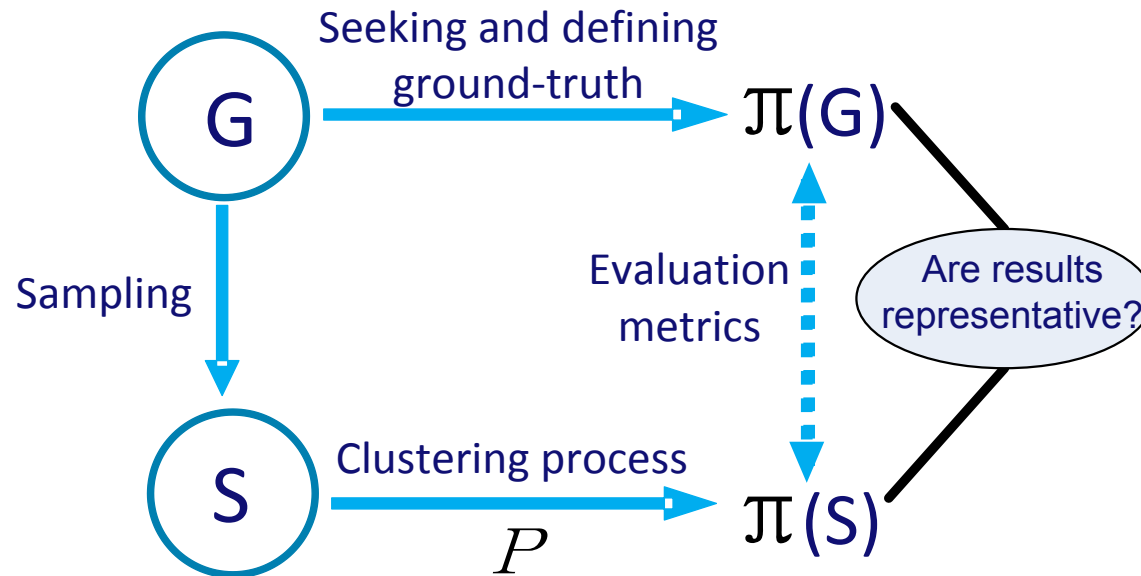 Seeking and defining
ground-truth
G
π(G)
Sampling
Evaluation
metrics
Are results
representative?
S
Clustering process
P
π(S)